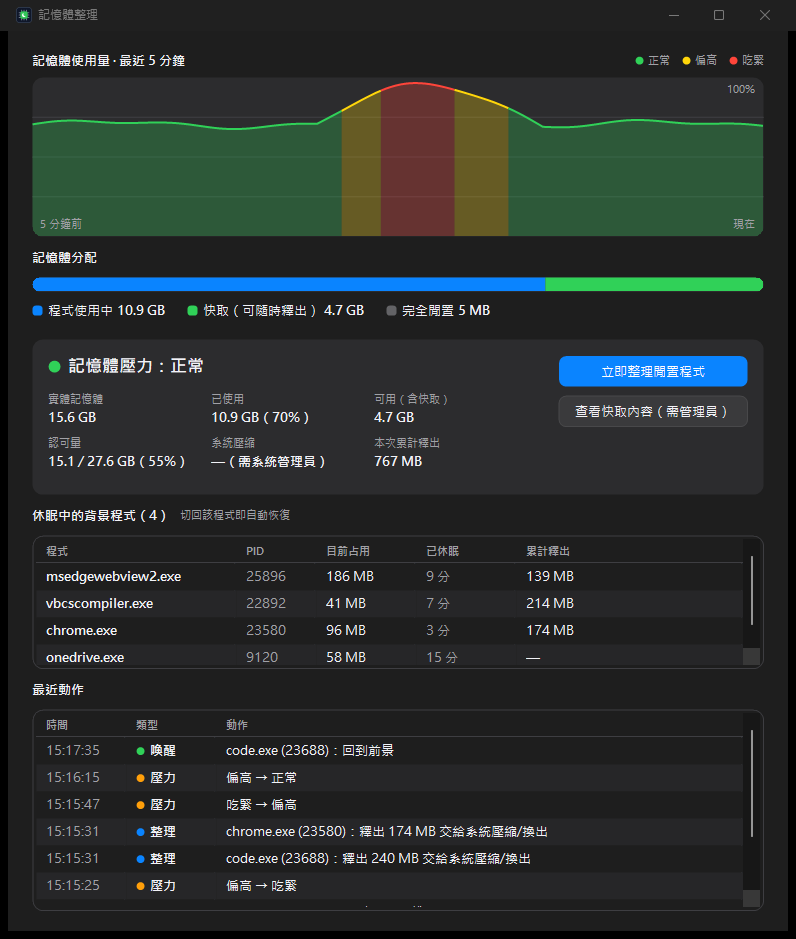 記憶體整理
記憶體使用量 · 最近 5 分鐘
正常 偏高 吃緊
100%
5 分鐘前 現在
記憶體分配
程式使用中 10.9 GB 快取（可隨時釋出） 4.7 GB 完全閒置 5 MB
記憶體壓力：正常
立即整理閒置程式
實體記憶體 已使用 可用（含快取）
15.6 GB 10.9 GB（70%） 4.7 GB
查看快取內容（需管理員）
認可量 系統壓縮 本次累計釋出
15.1 / 27.6 GB（55%） —（需系統管理員） 767 MB
休眠中的背景程式（4） 切回該程式即自動恢復
程式 PID 目前占用 已休眠 累計釋出
msedgewebview2.exe 25896 186 MB 9 分 139 MB
vbcscompiler.exe 22892 41 MB 7 分 214 MB
chrome.exe 23580 96 MB 3 分 174 MB
onedrive.exe 9120 58 MB 15 分 —
最近動作
時間 類型 動作
15:17:35 喚醒 code.exe (23688)：回到前景
15:16:15 壓力 偏高 → 正常
15:15:47 壓力 吃緊 → 偏高
15:15:31 整理 chrome.exe (23580)：釋出 174 MB 交給系統壓縮/換出
15:15:31 整理 code.exe (23688)：釋出 240 MB 交給系統壓縮/換出
15:15:25 壓力 偏高 → 吃緊